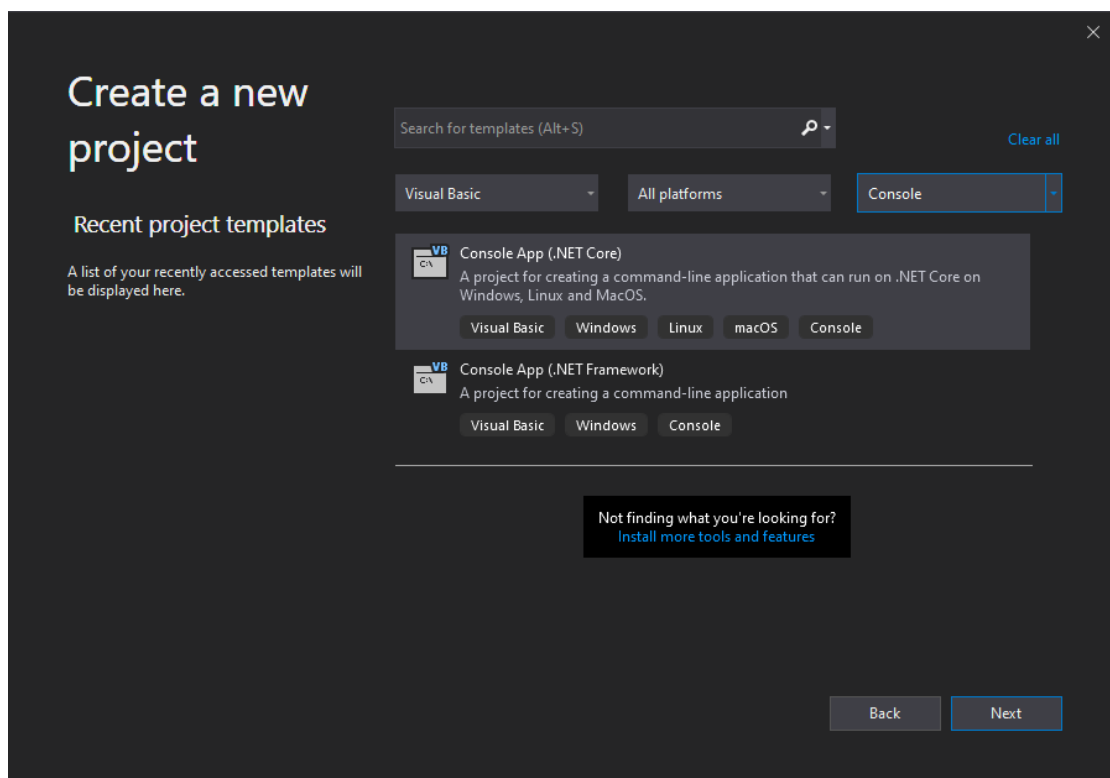 Create a new
project
Recent project templates
A list of your recently accessed templates will
be displayed here.
Search for templates (Alt+S)
Clear all
Visual Basic
All platforms
Console
VB
C:\
Console App (.NET Core)
A project for creating a command-line application that can run on .NET Core on
Windows, Linux and MacOS.
Visual Basic Windows Linux macOS Console
VB
C:\
Console App (.NET Framework)
A project for creating a command-line application
Visual Basic Windows Console
Not finding what you're looking for?
Install more tools and features
Back
Next